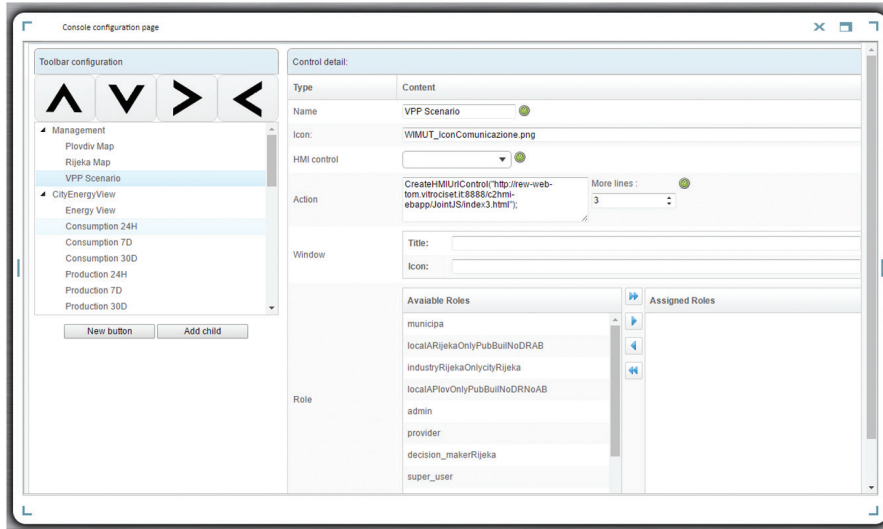 Console configuration page
Toolbar configuration
Management
Plovdiv Map
Rijeka Map
VPP Scenario
CityEnergyView
Energy View
Consumption 24H
Consumption 7D
Consumption 30D
Production 24H
Production 7D
Production 30D
New button Add child
Control detail:
Type Content
Name VPP Scenario
Icon: WIMUT_IconComunicazione.png
HMI control
Action
CreateHMIUrlControl("http://rew-web-
tom.vitrociset.it:8888/c2hmi-
ebapp/JointJS/index3.html");
More lines :
3
Window
Title:
Icon:
Role
Avaiable Roles
municipa
localARijekaOnlyPubBuilNoDRAB
industryRijekaOnlycityRijeka
localAPlovOnlyPubBuilNoDRNoAB
admin
provider
decision_makerRijeka
super_user
Assigned Roles